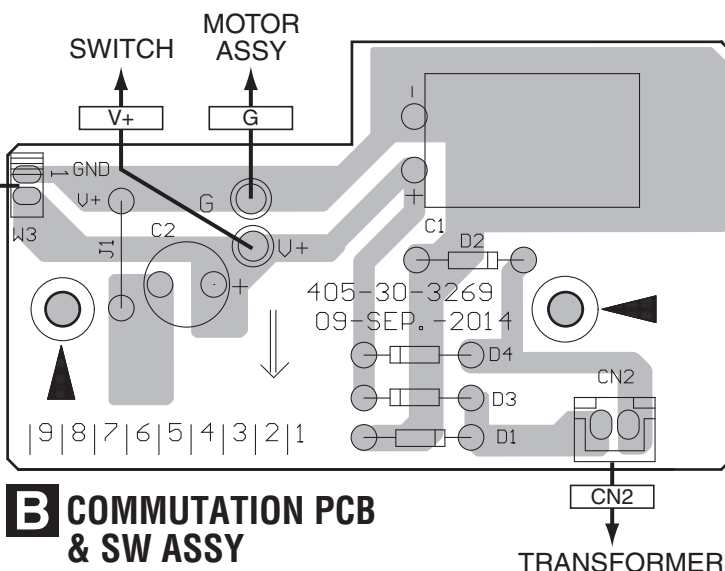 SWITCH
MOTOR
ASSY
V+
G
1
GND
V+
G
W3
J1
C2
+
V+
-
+
C1
D2
405-30-3269
09-SEP.-2014
D4
CN2
D3
D1
|9|8|7|6|5|4|3|2|1
CN2
B COMMUTATION PCB
& SW ASSY
TRANSFORMER